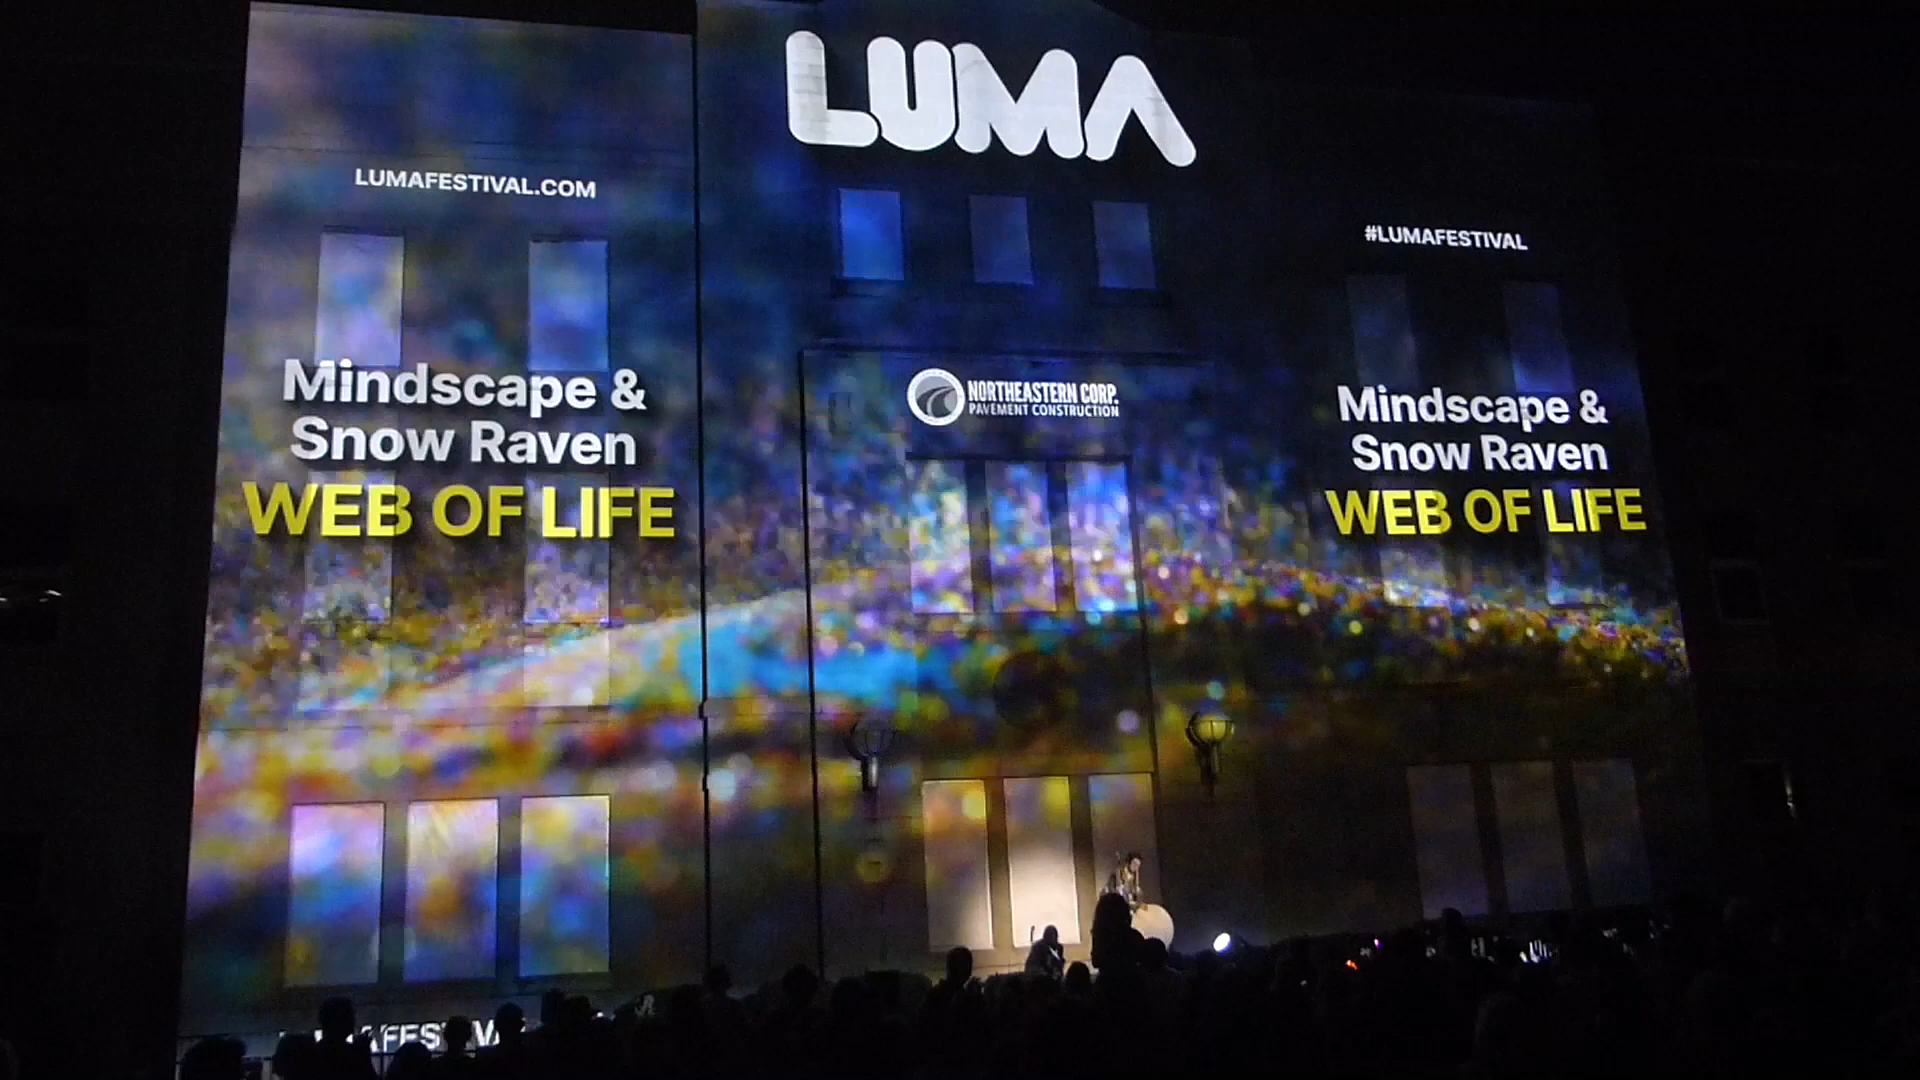 LUMA
LUMAFESTIVAL.COM
#LUMAFESTIVAL
Mindscape &
Snow Raven
WEB OF LIFE
NORTHEASTERN CORP.
PAVEMENT CONSTRUCTION
Mindscape &
Snow Raven
WEB OF LIFE